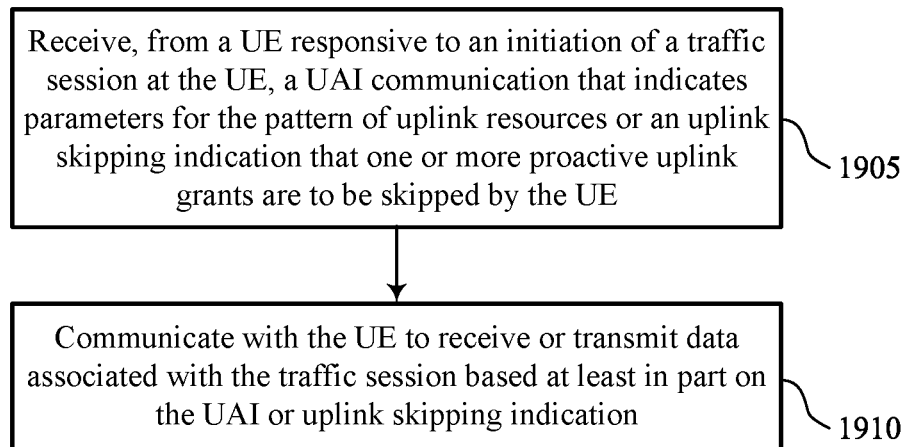 Receive, from a UE responsive to an initiation of a traffic
session at the UE, a UAI communication that indicates
parameters for the pattern of uplink resources or an uplink
skipping indication that one or more proactive uplink
grants are to be skipped by the UE
1905
Communicate with the UE to receive or transmit data
associated with the traffic session based at least in part on
the UAI or uplink skipping indication
1910